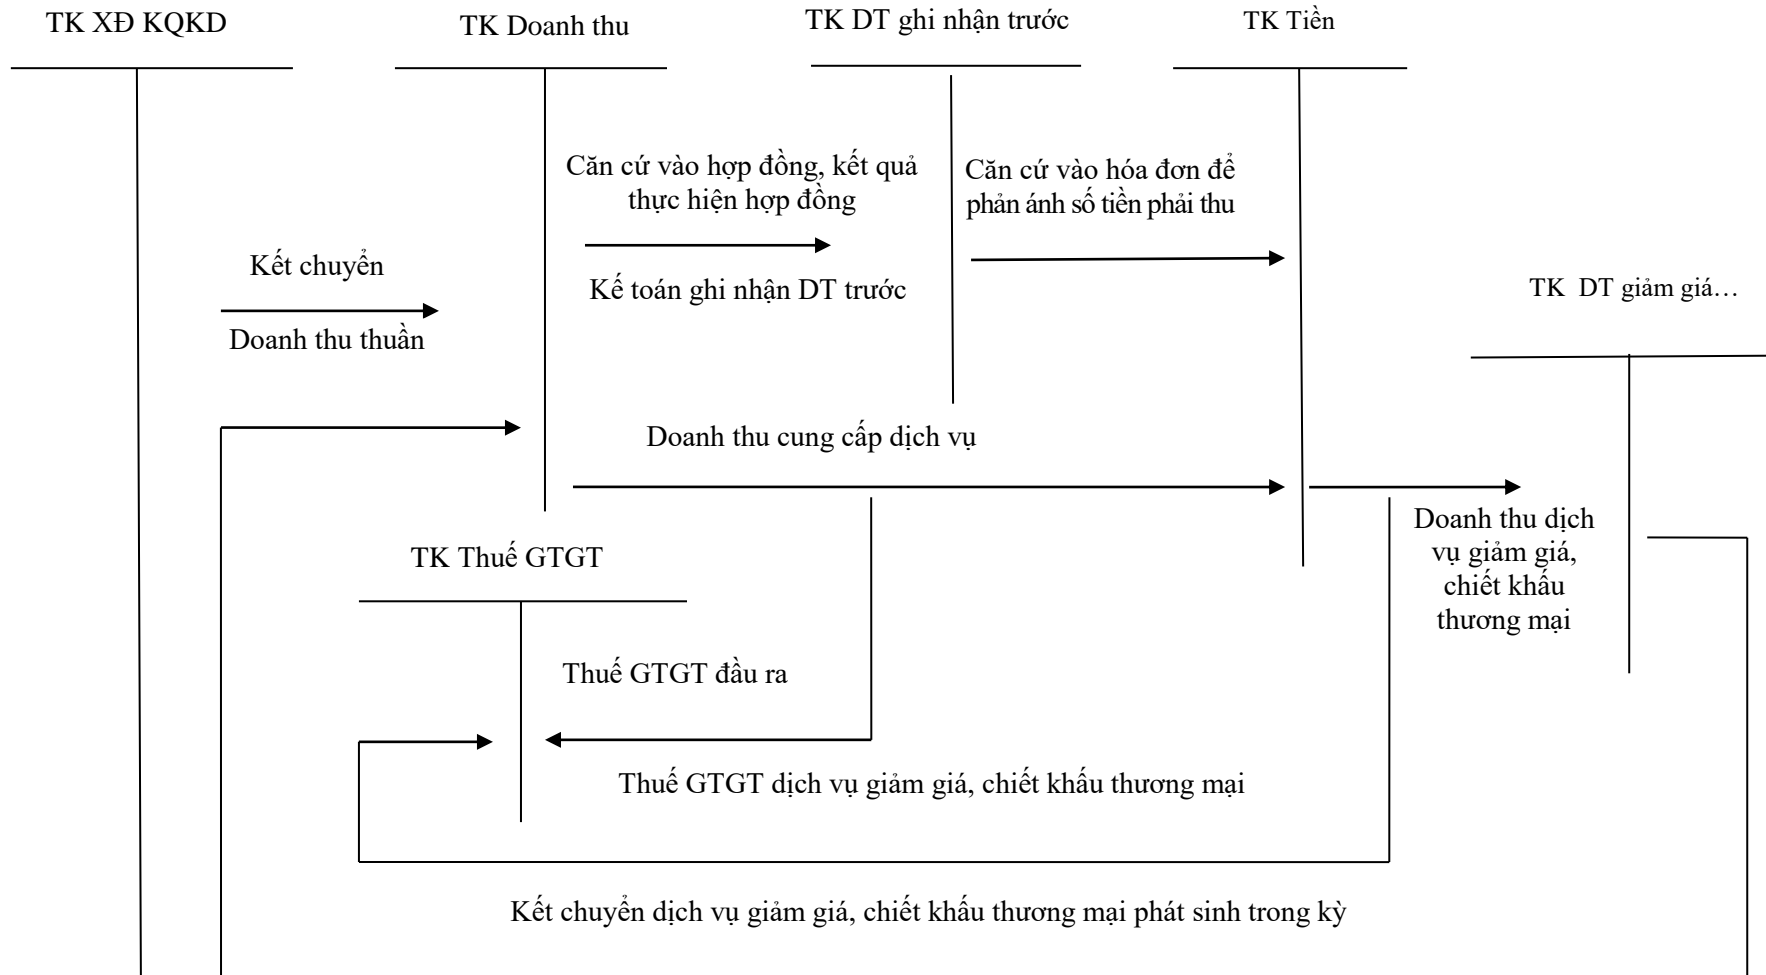 TK XĐ KQKD
TK Doanh thu
TK DT ghi nhận trước
TK Tiền
Căn cứ vào hợp đồng, kết quả
thực hiện hợp đồng
Căn cứ vào hóa đơn để
phản ánh số tiền phải thu
Kết chuyển
Kế toán ghi nhận DT trước
TK DT giảm giá…
Doanh thu thuần
Doanh thu cung cấp dịch vụ
Doanh thu dịch
vụ giảm giá,
chiết khấu
thương mại
TK Thuế GTGT
Thuế GTGT đầu ra
Thuế GTGT dịch vụ giảm giá, chiết khấu thương mại
Kết chuyển dịch vụ giảm giá, chiết khấu thương mại phát sinh trong kỳ